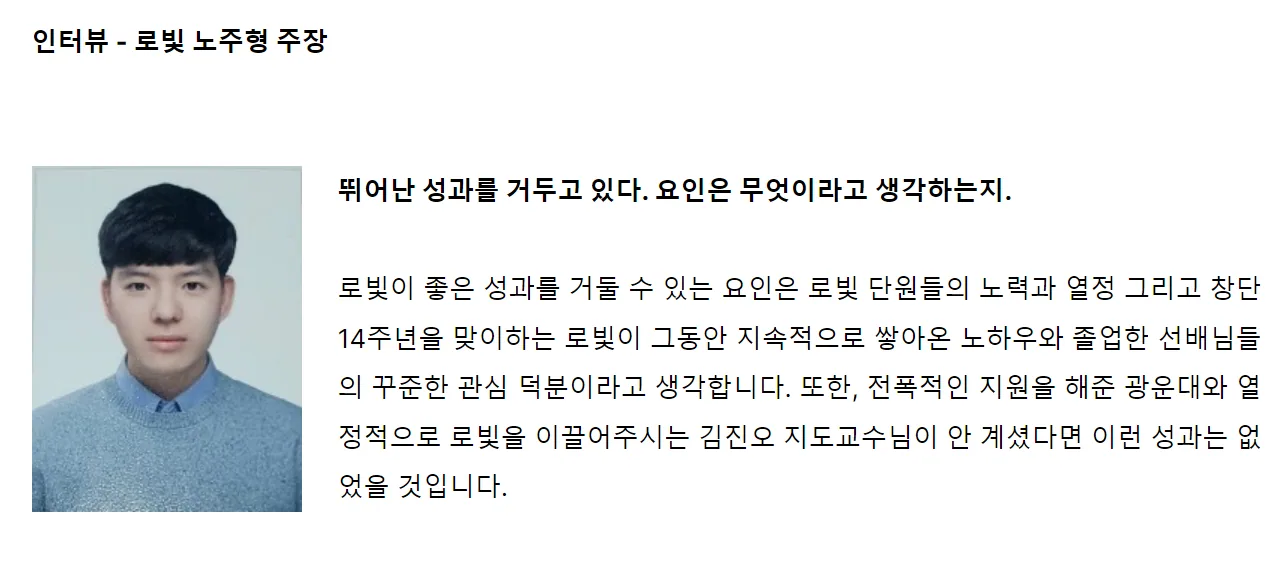 인터뷰 - 로빛 노주형 주장
뛰어난 성과를 거두고 있다. 요인은 무엇이라고 생각하는지.
로빛이 좋은 성과를 거둘 수 있는 요인은 로빛 단원들의 노력과 열정 그리고 창단
14주년을 맞이하는 로빛이 그동안 지속적으로 쌓아온 노하우와 졸업한 선배님들
의 꾸준한 관심 덕분이라고 생각합니다. 또한, 전폭적인 지원을 해준 광운대와 열
정적으로 로빛을 이끌어주시는 김진오 지도교수님이 안 계셨다면 이런 성과는 없
었을 것입니다.